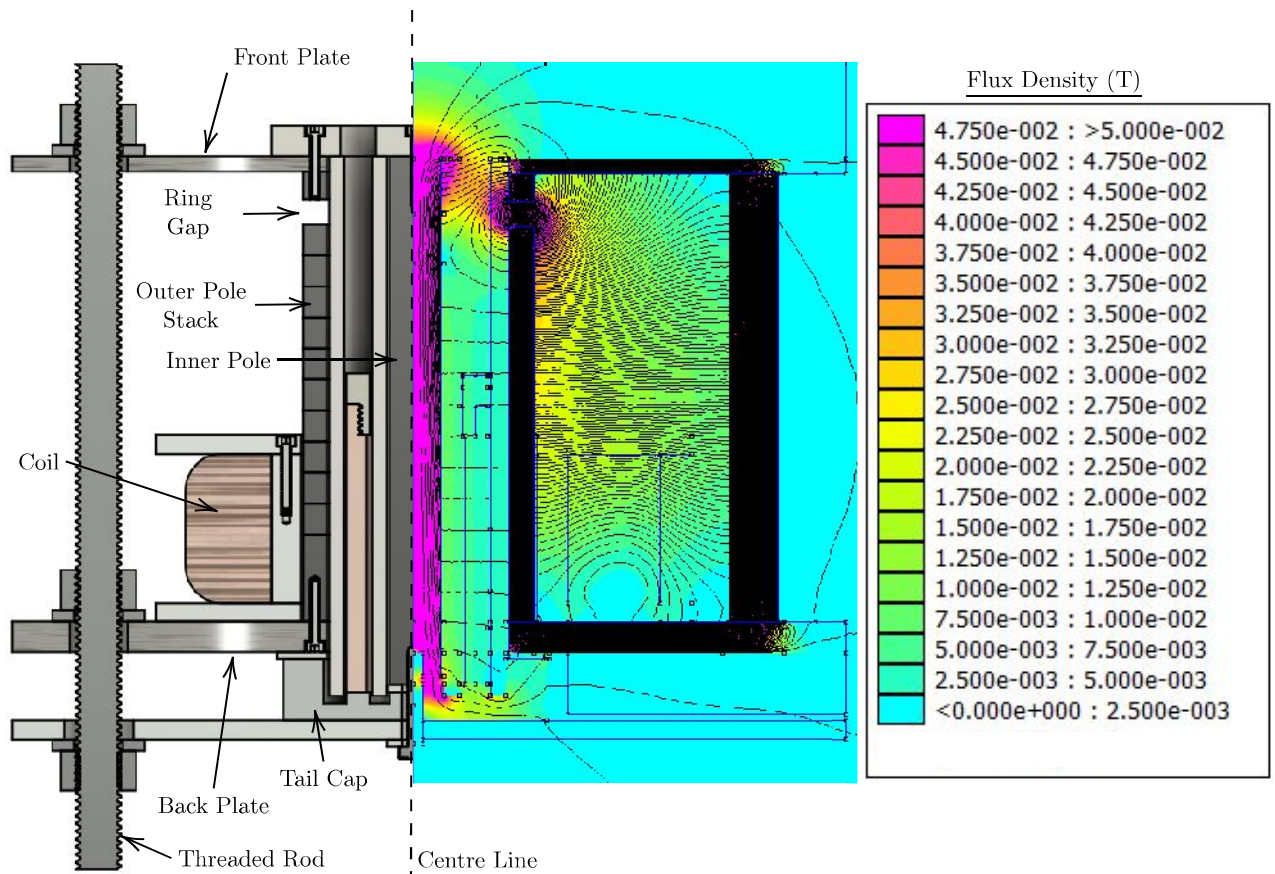 Front Plate
Ring
Gap
Outer Pole
Stack
Inner Pole
Coil
Tail Cap
Back Plate
Threaded Rod
Centre Line
Flux Density (T)
4.750e-002 : >5.000e-002
4.500e-002 : 4.750e-002
4.250e-002 : 4.500e-002
4.000e-002 : 4.250e-002
3.750e-002 : 4.000e-002
3.500e-002 : 3.750e-002
3.250e-002 : 3.500e-002
3.000e-002 : 3.250e-002
2.750e-002 : 3.000e-002
2.500e-002 : 2.750e-002
2.250e-002 : 2.500e-002
2.000e-002 : 2.250e-002
1.750e-002 : 2.000e-002
1.500e-002 : 1.750e-002
1.250e-002 : 1.500e-002
1.000e-002 : 1.250e-002
7.500e-003 : 1.000e-002
5.000e-003 : 7.500e-003
2.500e-003 : 5.000e-003
<0.000e+000 : 2.500e-003